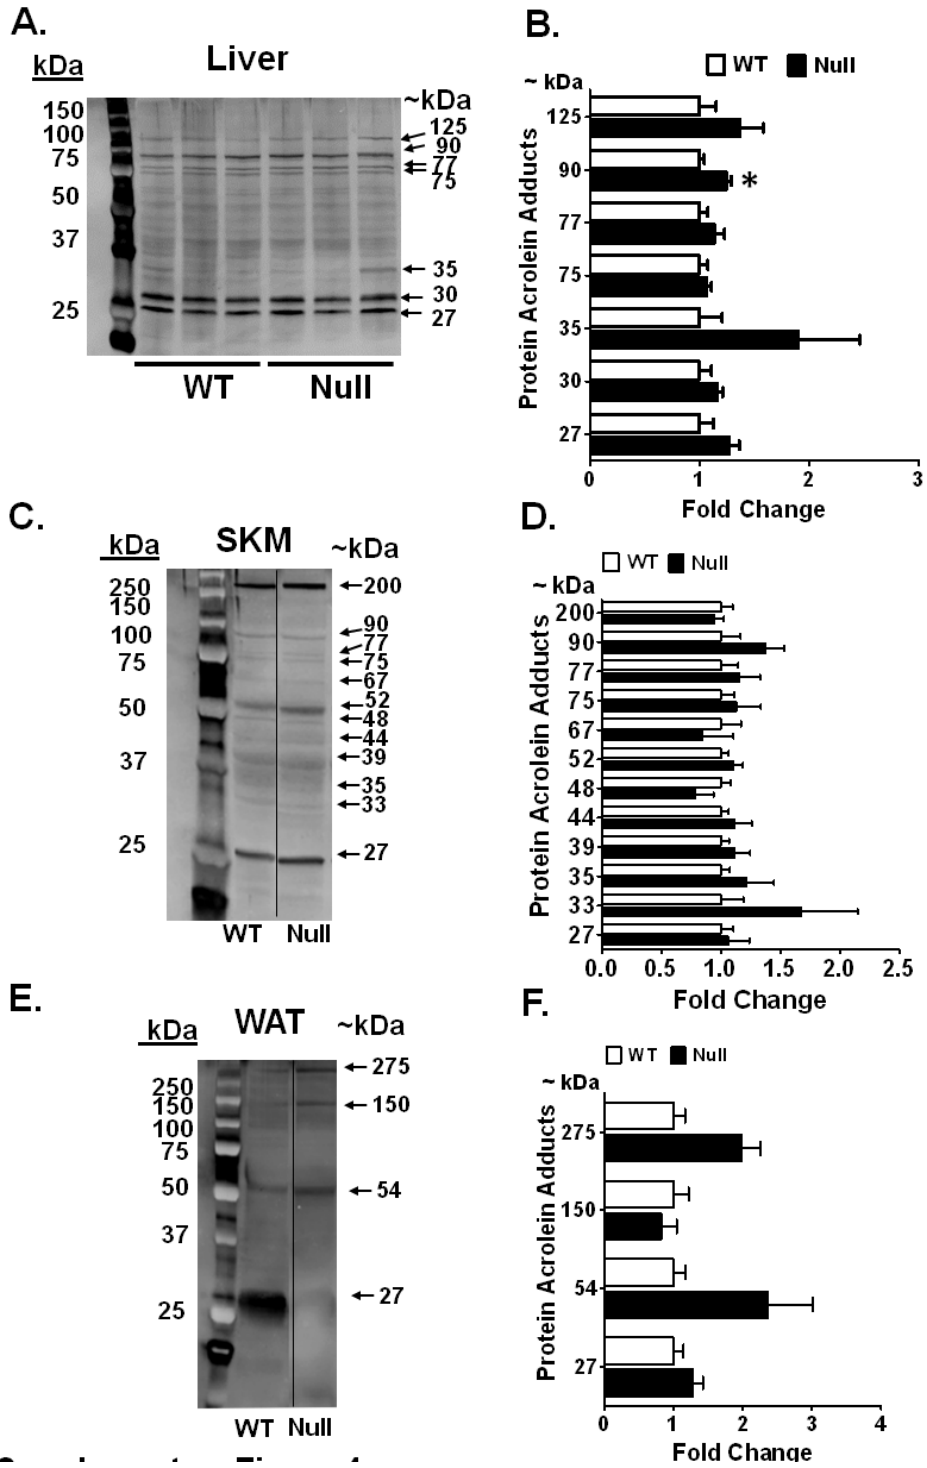 A.
Liver
kDa
150
100
75
50
37
25
~kDa
125
90
77
75
35
30
27
WT Null
B.
WT Null
~ kDa
Protein Acrolein Adducts
125
90
*
77
75
35
30
27
0 1 2 3
Fold Change
C.
SKM
kDa
250
150
100
75
50
37
25
~kDa
200
90
77
75
67
52
48
44
39
35
33
27
WT Null
D.
WT Null
~ kDa
Protein Acrolein Adducts
200
90
77
75
67
52
48
44
39
35
33
27
0.0 0.5 1.0 1.5 2.0 2.5
Fold Change
E.
WAT
kDa
250
150
100
75
50
37
25
~kDa
275
150
54
27
WT Null
F.
WT Null
~ kDa
Protein Acrolein Adducts
275
150
54
27
0 1 2 3 4
Fold Change